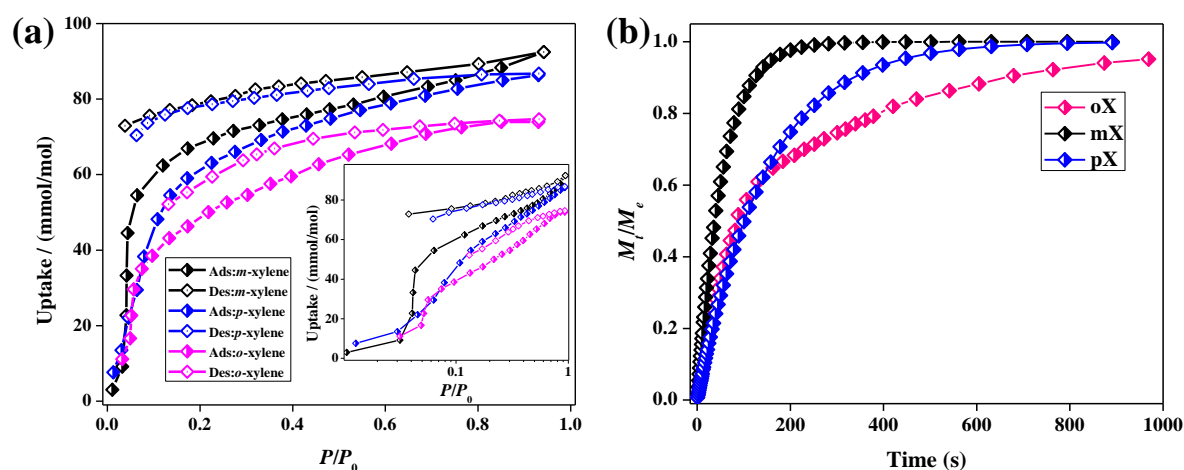 (a)
100
80
60
40
20
0
Uptake / (mmol/mol)
0.0 0.2 0.4 0.6 0.8 1.0
P/P₀
Ads:m-xylene
Des:m-xylene
Ads:p-xylene
Des:p-xylene
Ads:o-xylene
Des:o-xylene
80
60
40
20
0
Uptake / (mmol/mol)
0.1 1
P/P₀
(b)
1.0
0.8
0.6
0.4
0.2
0.0
Mₜ/Mₑ
0 200 400 600 800 1000
Time (s)
oX
mX
pX